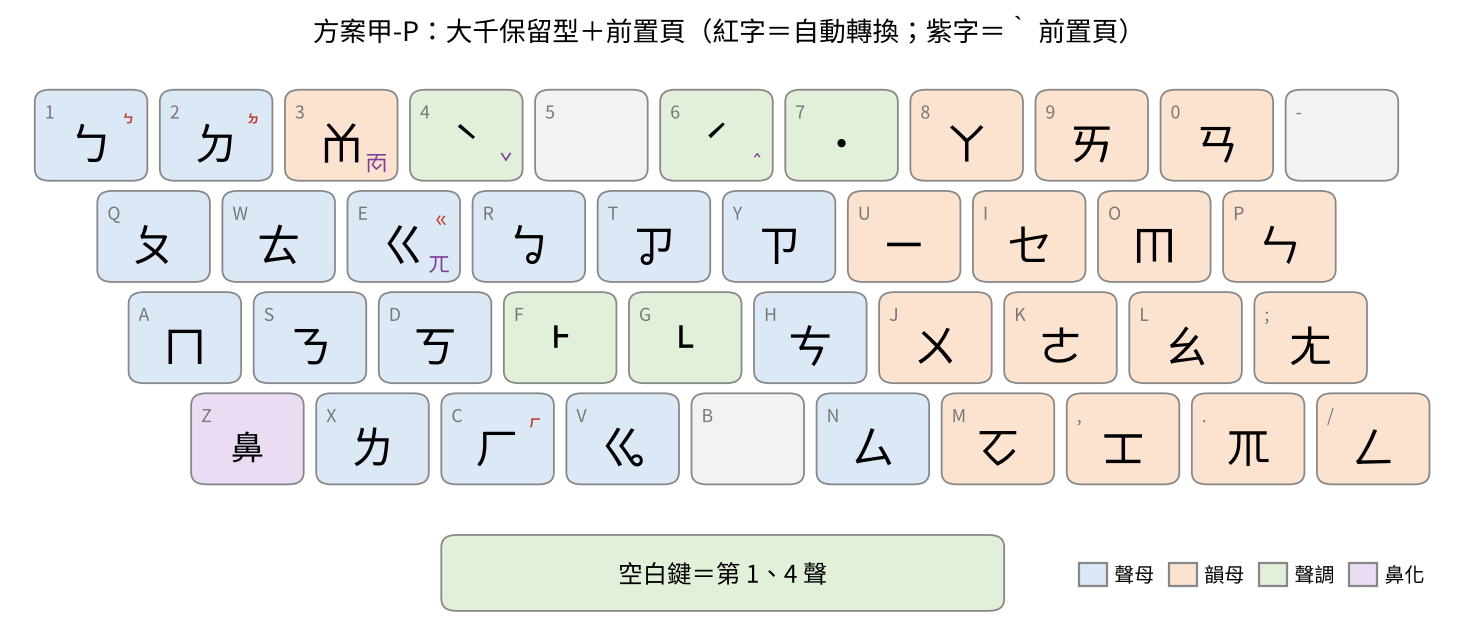 方案甲-P：大千保留型＋前置頁（紅字＝自動轉換；紫字＝｀前置頁）
1 ㄅ ㆴ 2 ㄉ ㆵ 3 ㆬ ㆱ 4 ˋ ˇ 5 6 ˊ ˆ 7 ˙ 8 ㄚ 9 ㄞ 0 ㄢ -
Q ㄆ W ㄊ E ㄍ ㆶ ㄫ R ㆠ T ㆢ Y ㄗ U ㄧ I ㆤ O ㆬ P ㄣ
A ㄇ S ㄋ D ㄎ F ㆐ G ㇗ H ㄘ J ㄨ K ㄜ L ㄠ ; ㄤ
Z 鼻 X ㄌ C ㄏ ㆷ V ㆣ B N ㄙ M ㆦ , ㆲ . ㆭ / ㄥ
空白鍵＝第 1、4 聲
聲母 韻母 聲調 鼻化